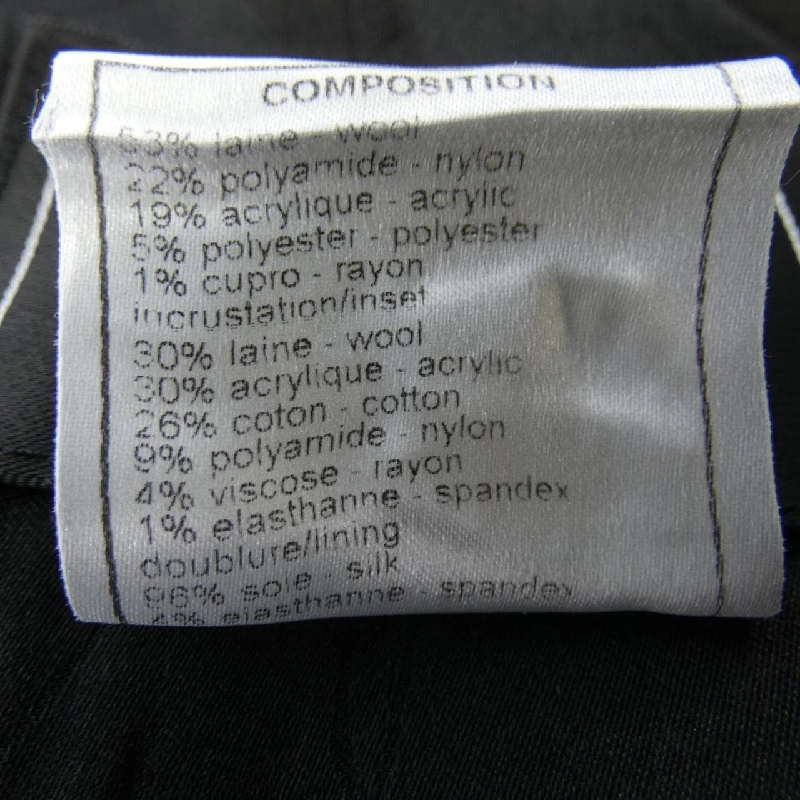 COMPOSITION
53% laine - wool
22% polyamide - nylon
19% acrylique - acrylic
5% polyester - polyester
1% cupro - rayon
incrustation/inset
30% laine - wool
30% acrylique - acrylic
26% coton - cotton
9% polyamide - nylon
4% viscose - rayon
1% elasthanne - spandex
doublure/lining
96% soie - silk
4% elasthanne - spandex